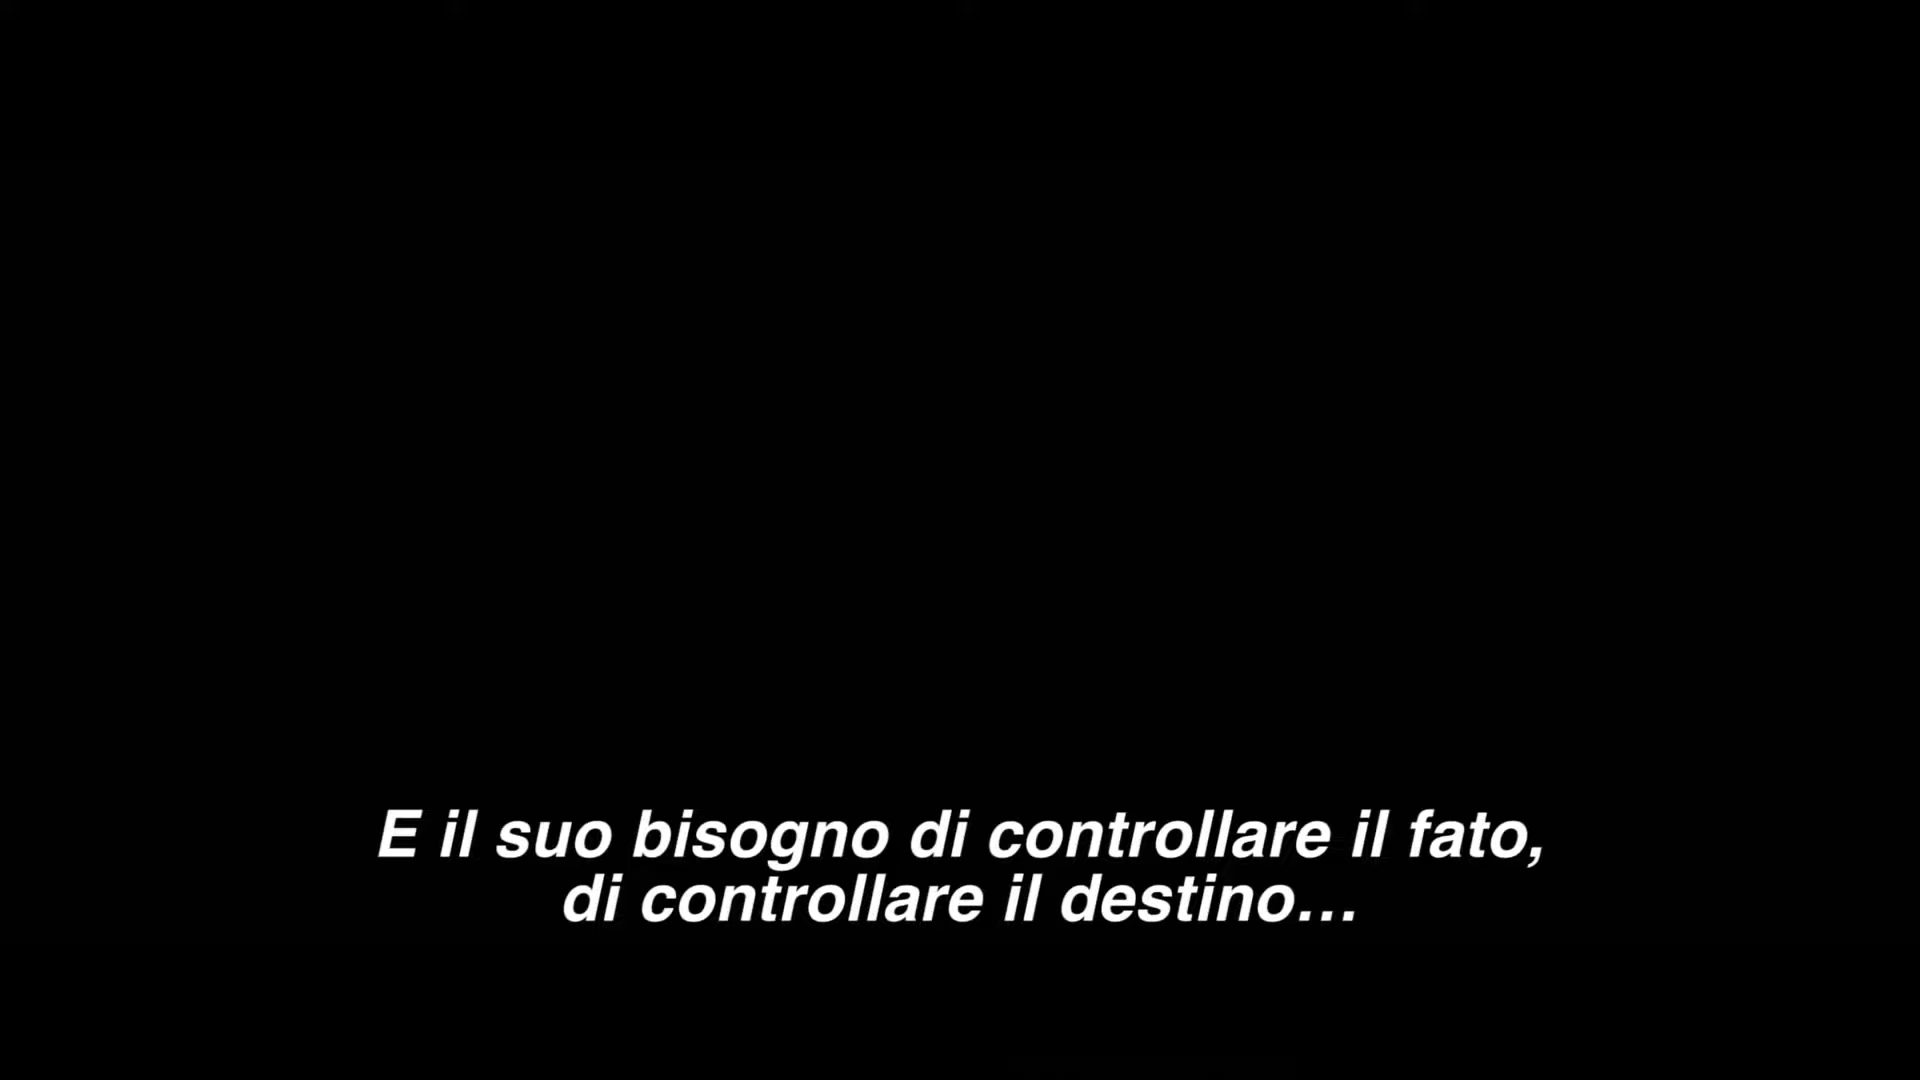 E il suo bisogno di controllare il fato,
di controllare il destino...